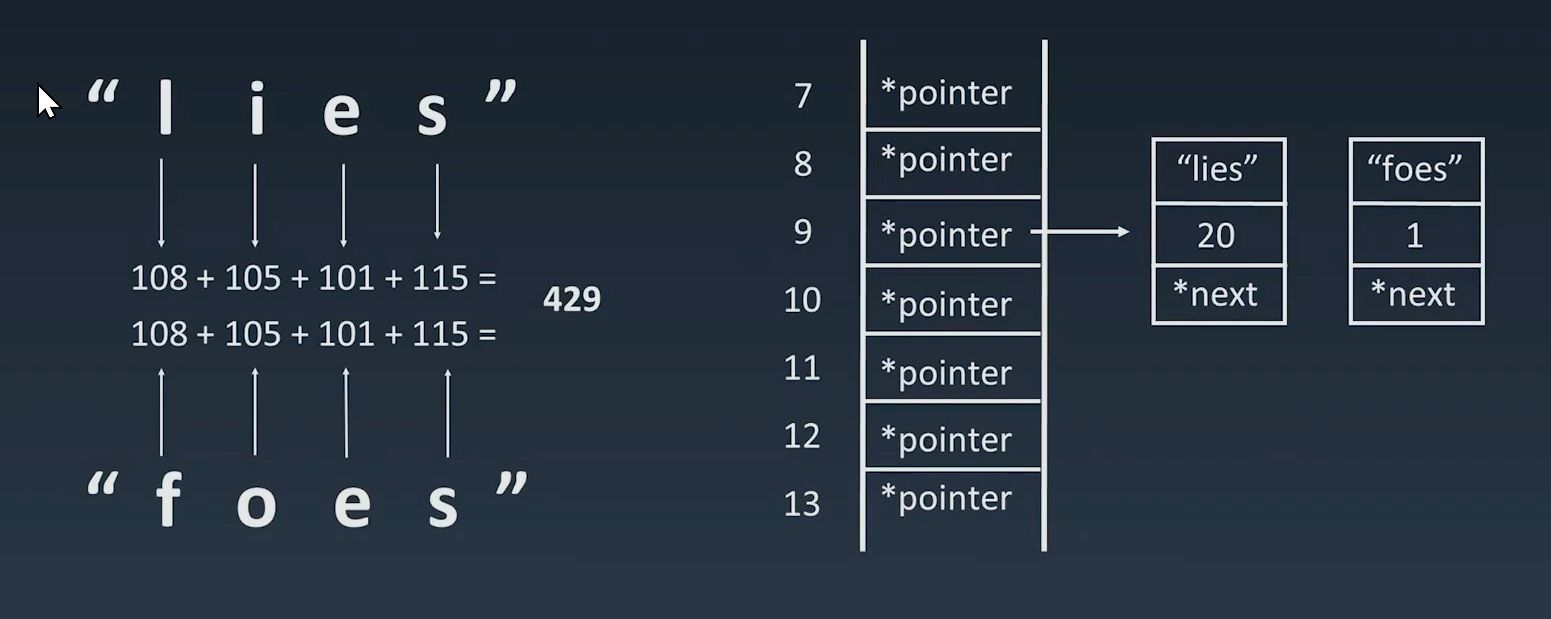 “ l i e s ”
108 + 105 + 101 + 115 =
429
108 + 105 + 101 + 115 =
“ f o e s ”
7 *pointer
8 *pointer
9 *pointer
10 *pointer
11 *pointer
12 *pointer
13 *pointer
“lies”
20
*next
“foes”
1
*next